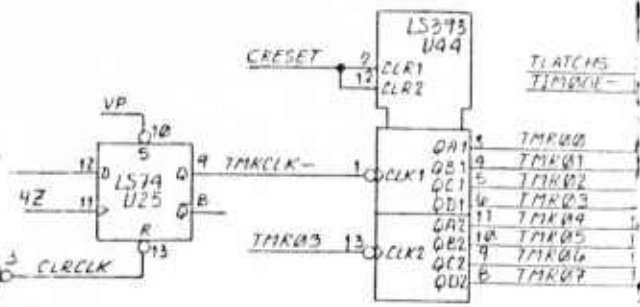 LS393
U44
CRESET
2
CLR1
12
CLR2
TLATCHS
TIMODE-
VP
10
S
12
D
LS74
U25
Q
9
TMRCLK-
1
CLK1
QA1
3
TMR00
QB1
4
TMR01
QC1
5
TMR02
QD1
6
TMR03
4Z
11
Q
8
R
13
3
CLRCLK
TMR03
13
CLK2
QA2
11
TMR04
QB2
10
TMR05
QC2
9
TMR06
QD2
8
TMR07